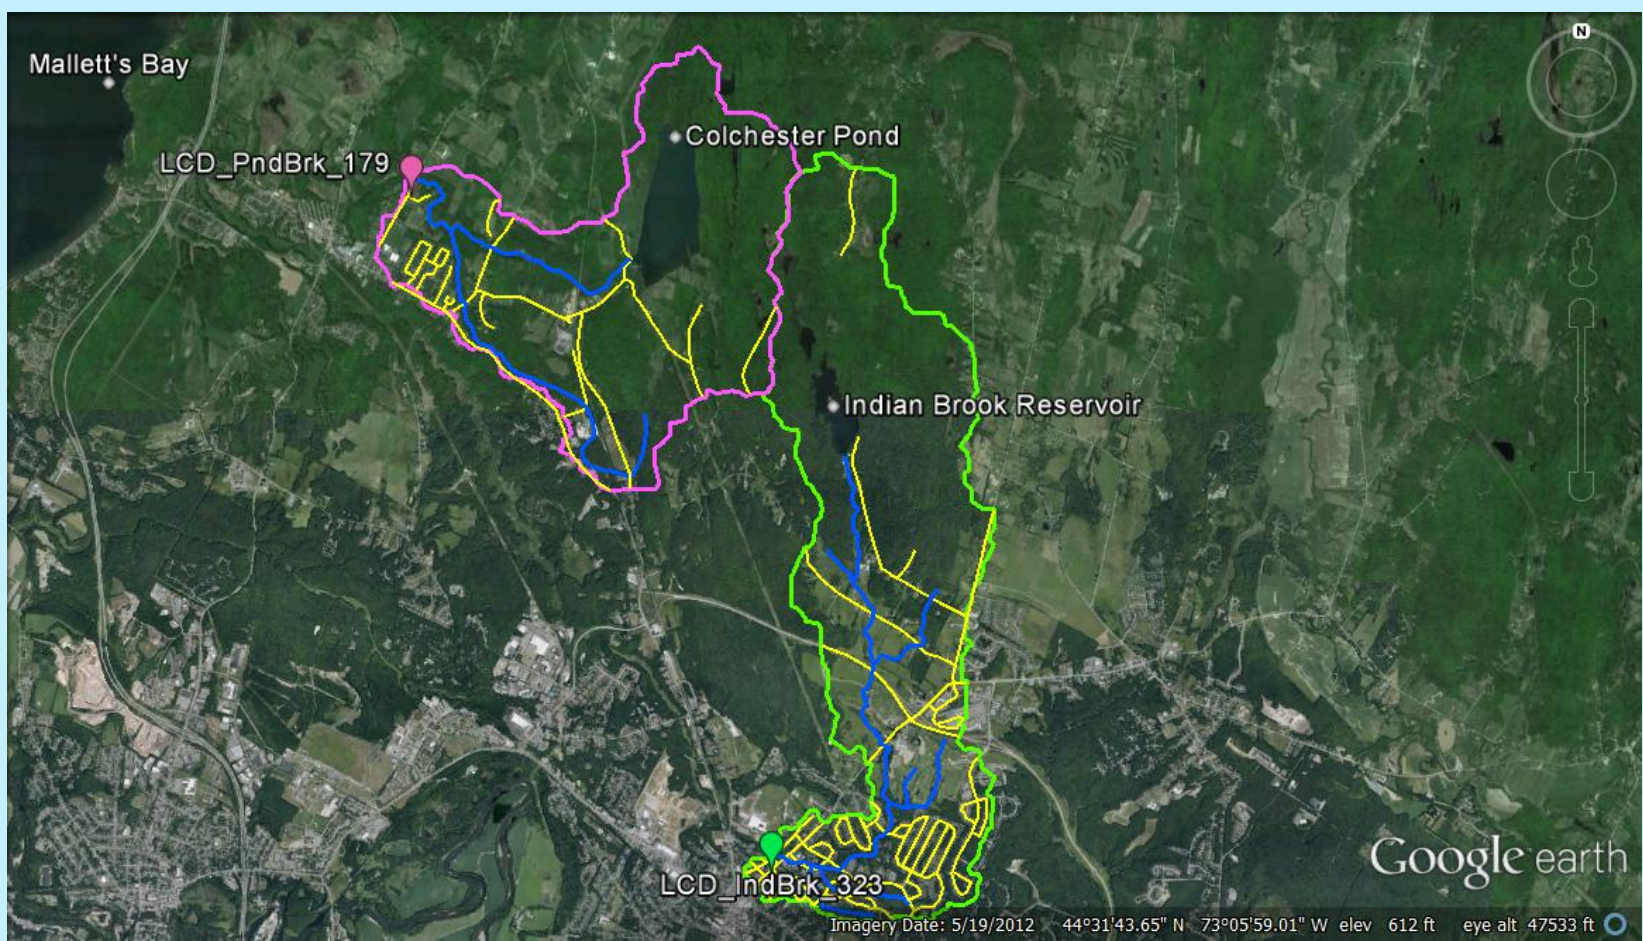 N
Mallett's Bay
Colchester Pond
LCD_PndBrk_179
Indian Brook Reservoir
Google earth
LCD_IndBrk_323
Imagery Date: 5/19/2012 44°31'43.65" N 73°05'59.01" W elev 612 ft eye alt 47533 ft